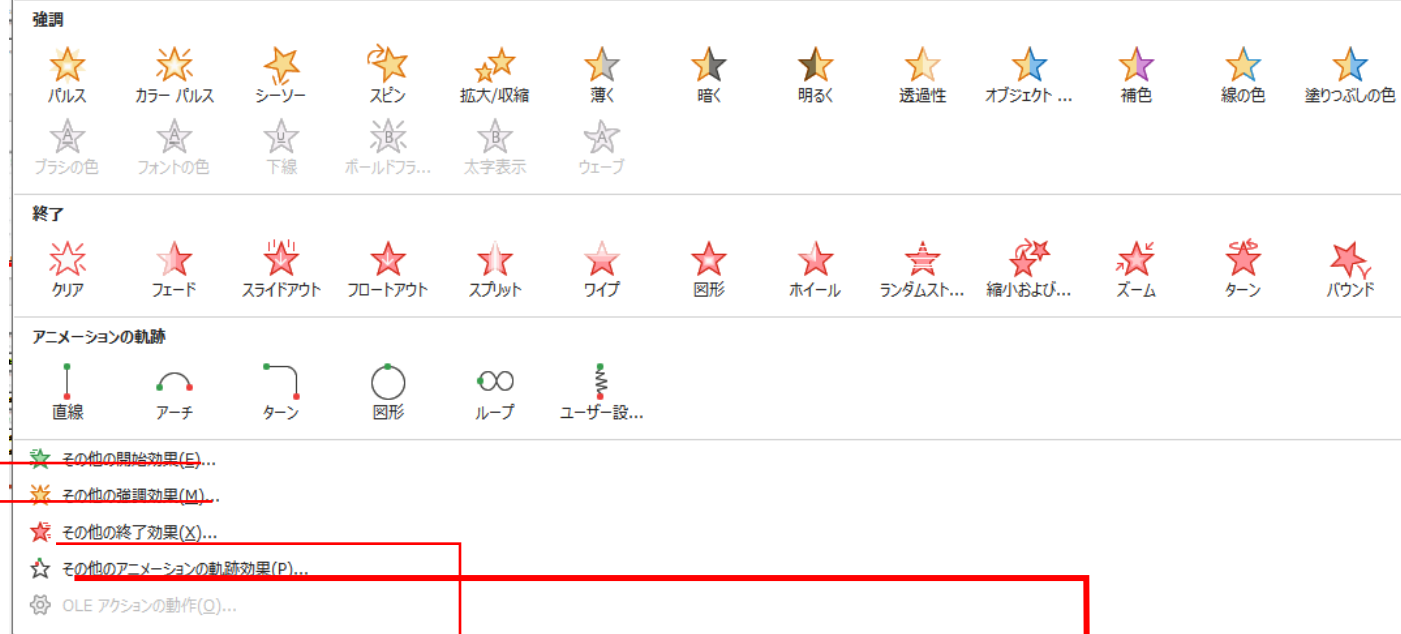 強調
パルス カラー パルス シーソー スピン 拡大/収縮 薄く 暗く 明るく 透過性 オブジェクト ... 補色 線の色 塗りつぶしの色
ブラシの色 フォントの色 下線 ボールドフラ... 太字表示 ウェーブ
終了
クリア フェード スライドアウト フロートアウト スプリット ワイプ 図形 ホイール ランダムスト... 縮小および... ズーム ターン バウンド
アニメーションの軌跡
直線 アーチ ターン 図形 ループ ユーザー設...
その他の開始効果(E)...
その他の強調効果(M)...
その他の終了効果(X)...
その他のアニメーションの軌跡効果(P)...
OLE アクションの動作(O)...